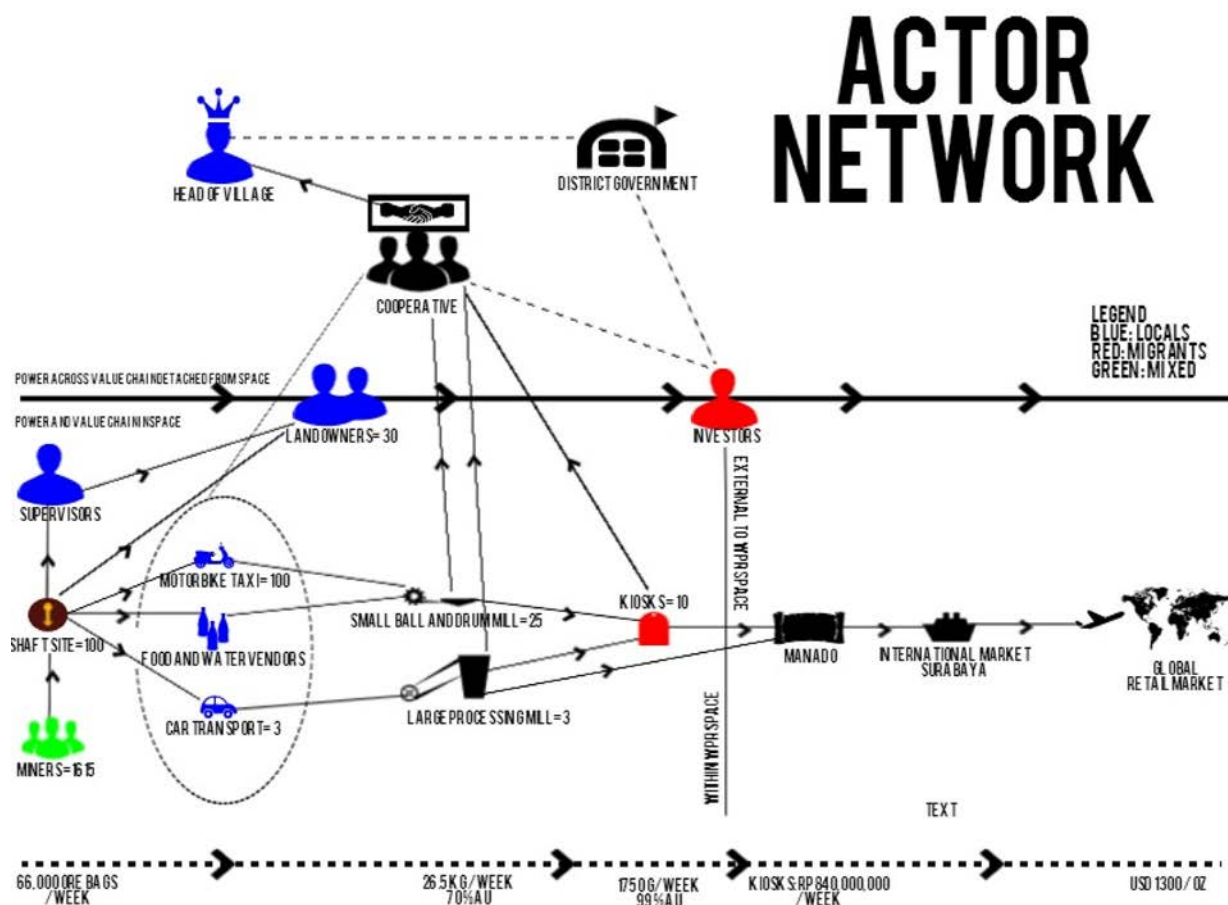 ACTOR
NETWORK
HEAD OF VILLAGE
DISTRICT GOVERNMENT
COOPERATIVE
LEGEND
BLUE: LOCALS
RED: MIGRANTS
GREEN: MIXED
POWER ACROSS VALUE CHAIN DETACHED FROM SPACE
POWER AND VALUE CHAIN IN SPACE
LANDOWNERS = 30
INVESTORS
SUPERVISORS
EXTERNAL TO WPR SPACE
WITHIN WPR SPACE
MOTORBIKE TAXI = 100
KIOSKS = 10
SMALL BALL AND DRUM MILL = 25
SHAFT SITE = 100
FOOD AND WATER VENDORS
MANADO
INTERNATIONAL MARKET
SURABAYA
GLOBAL
RETAIL MARKET
CAR TRANSPORT = 3
LARGE PROCESSING MILL = 3
MINERS = 1615
TEXT
66,000 ORE BAGS
/WEEK
26.5 KG / WEEK
70% AU
1750 G / WEEK
99% AU
KIOSKS: RP 840,000,000
/WEEK
USD 1300 / OZ